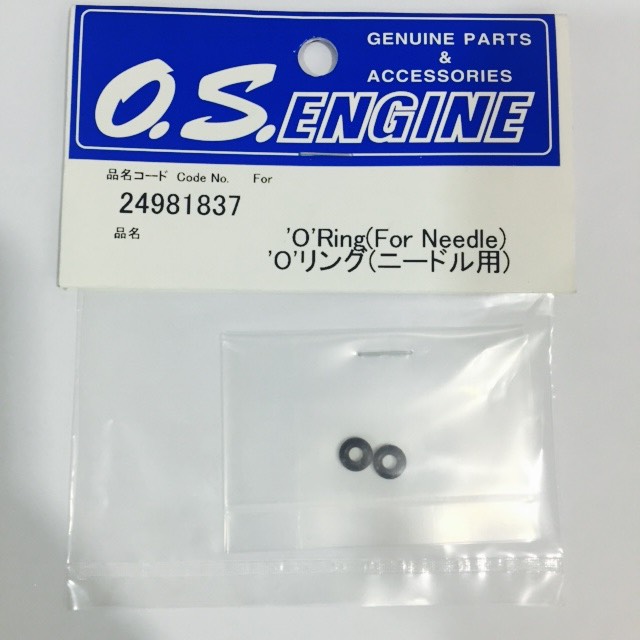 GENUINE PARTS
&
ACCESSORIES
O.S.ENGINE
品名コード Code No. For
24981837
品名
'O'Ring(For Needle)
'O'リング(ニードル用)